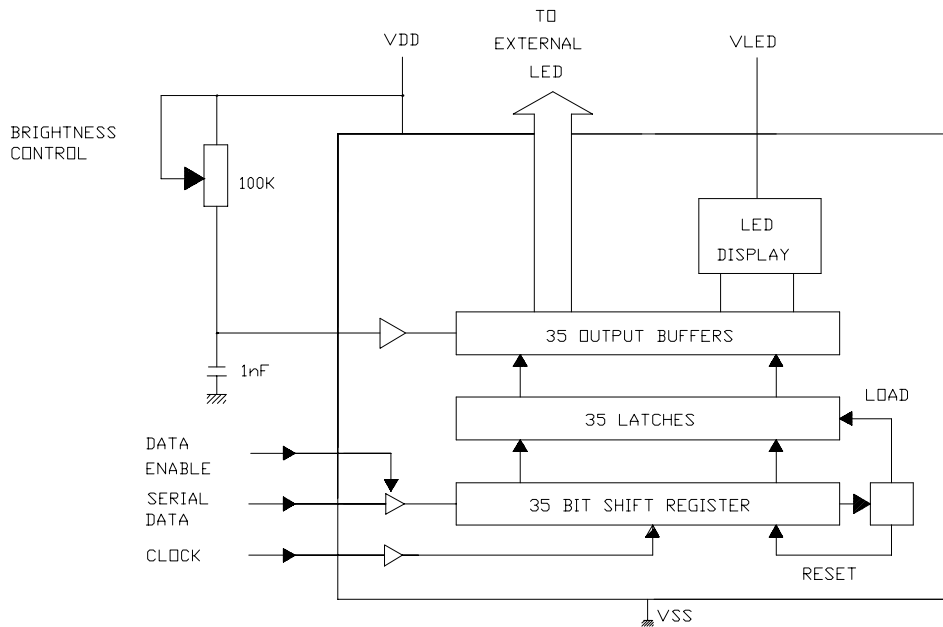 TO
EXTERNAL
LED
VDD
VLED
BRIGHTNESS
CONTROL
100K
LED
DISPLAY
35 OUTPUT BUFFERS
1nF
LOAD
35 LATCHES
DATA
ENABLE
SERIAL
DATA
35 BIT SHIFT REGISTER
CLOCK
RESET
VSS